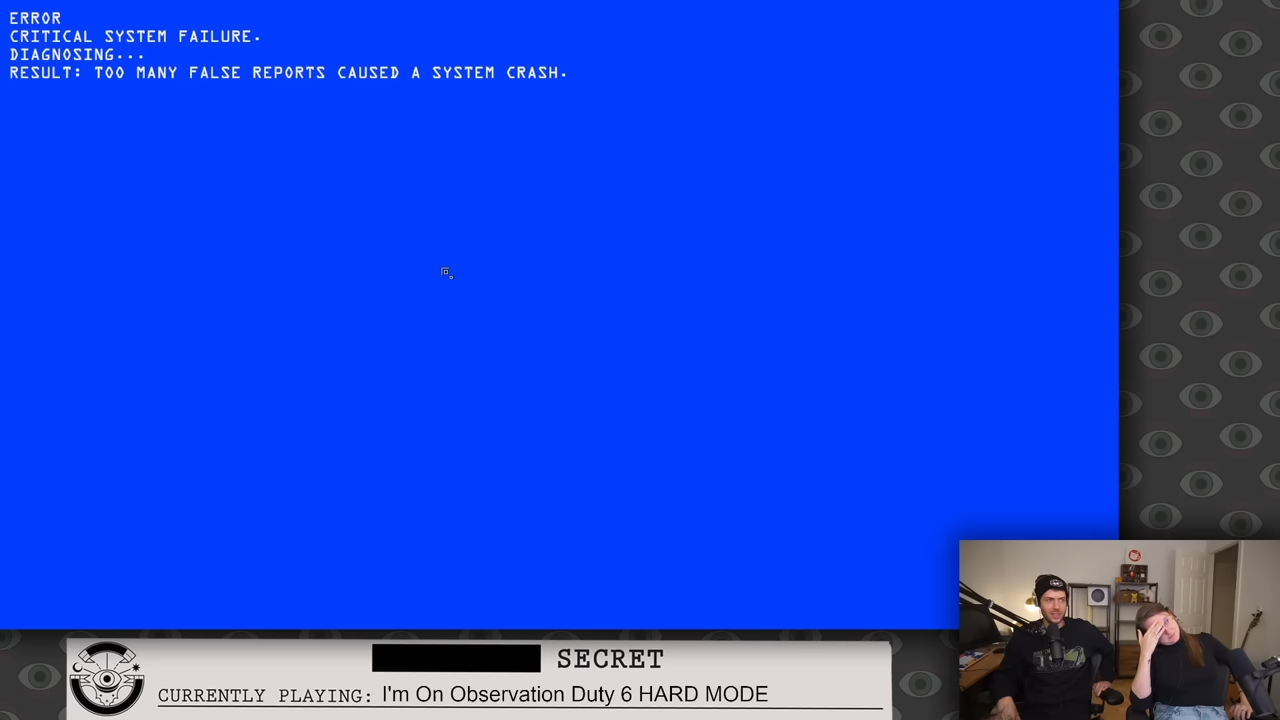 ERROR
CRITICAL SYSTEM FAILURE.
DIAGNOSING...
RESULT: TOO MANY FALSE REPORTS CAUSED A SYSTEM CRASH.
SECRET
CURRENTLY PLAYING: I'm On Observation Duty 6 HARD MODE